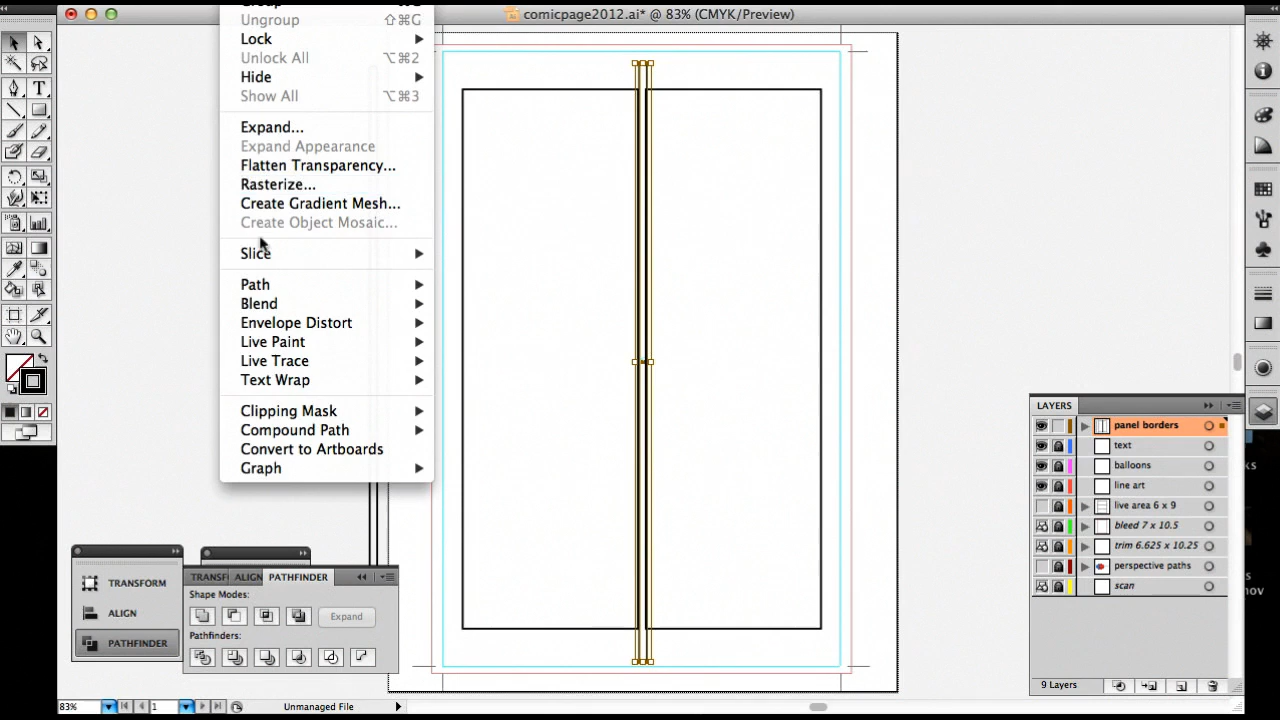 comicpage2012.ai* @ 83% (CMYK/Preview)
Group
Ungroup ⇧⌘G
Lock
Unlock All ⌥⌘2
Hide
Show All ⌥⌘3
Expand...
Expand Appearance
Flatten Transparency...
Rasterize...
Create Gradient Mesh...
Create Object Mosaic...
Slice
Path
Blend
Envelope Distort
Live Paint
Live Trace
Text Wrap
Clipping Mask
Compound Path
Convert to Artboards
Graph
TRANSFORM
ALIGN
PATHFINDER
TRANSF
ALIGN
PATHFINDER
Shape Modes:
Expand
Pathfinders:
LAYERS
panel borders
text
balloons
line art
live area 6 x 9
bleed 7 x 10.5
trim 6.625 x 10.25
perspective paths
scan
9 Layers
83%
1
Unmanaged File